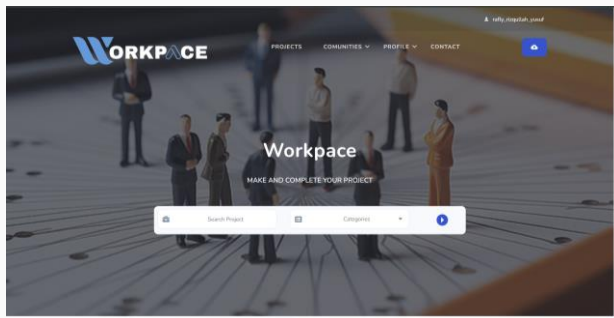 WORKPACE
PROJECTS COMUNITIES PROFILE CONTACT
Workpace
MAKE AND COMPLETE YOUR PROJECT
Search Project Categories